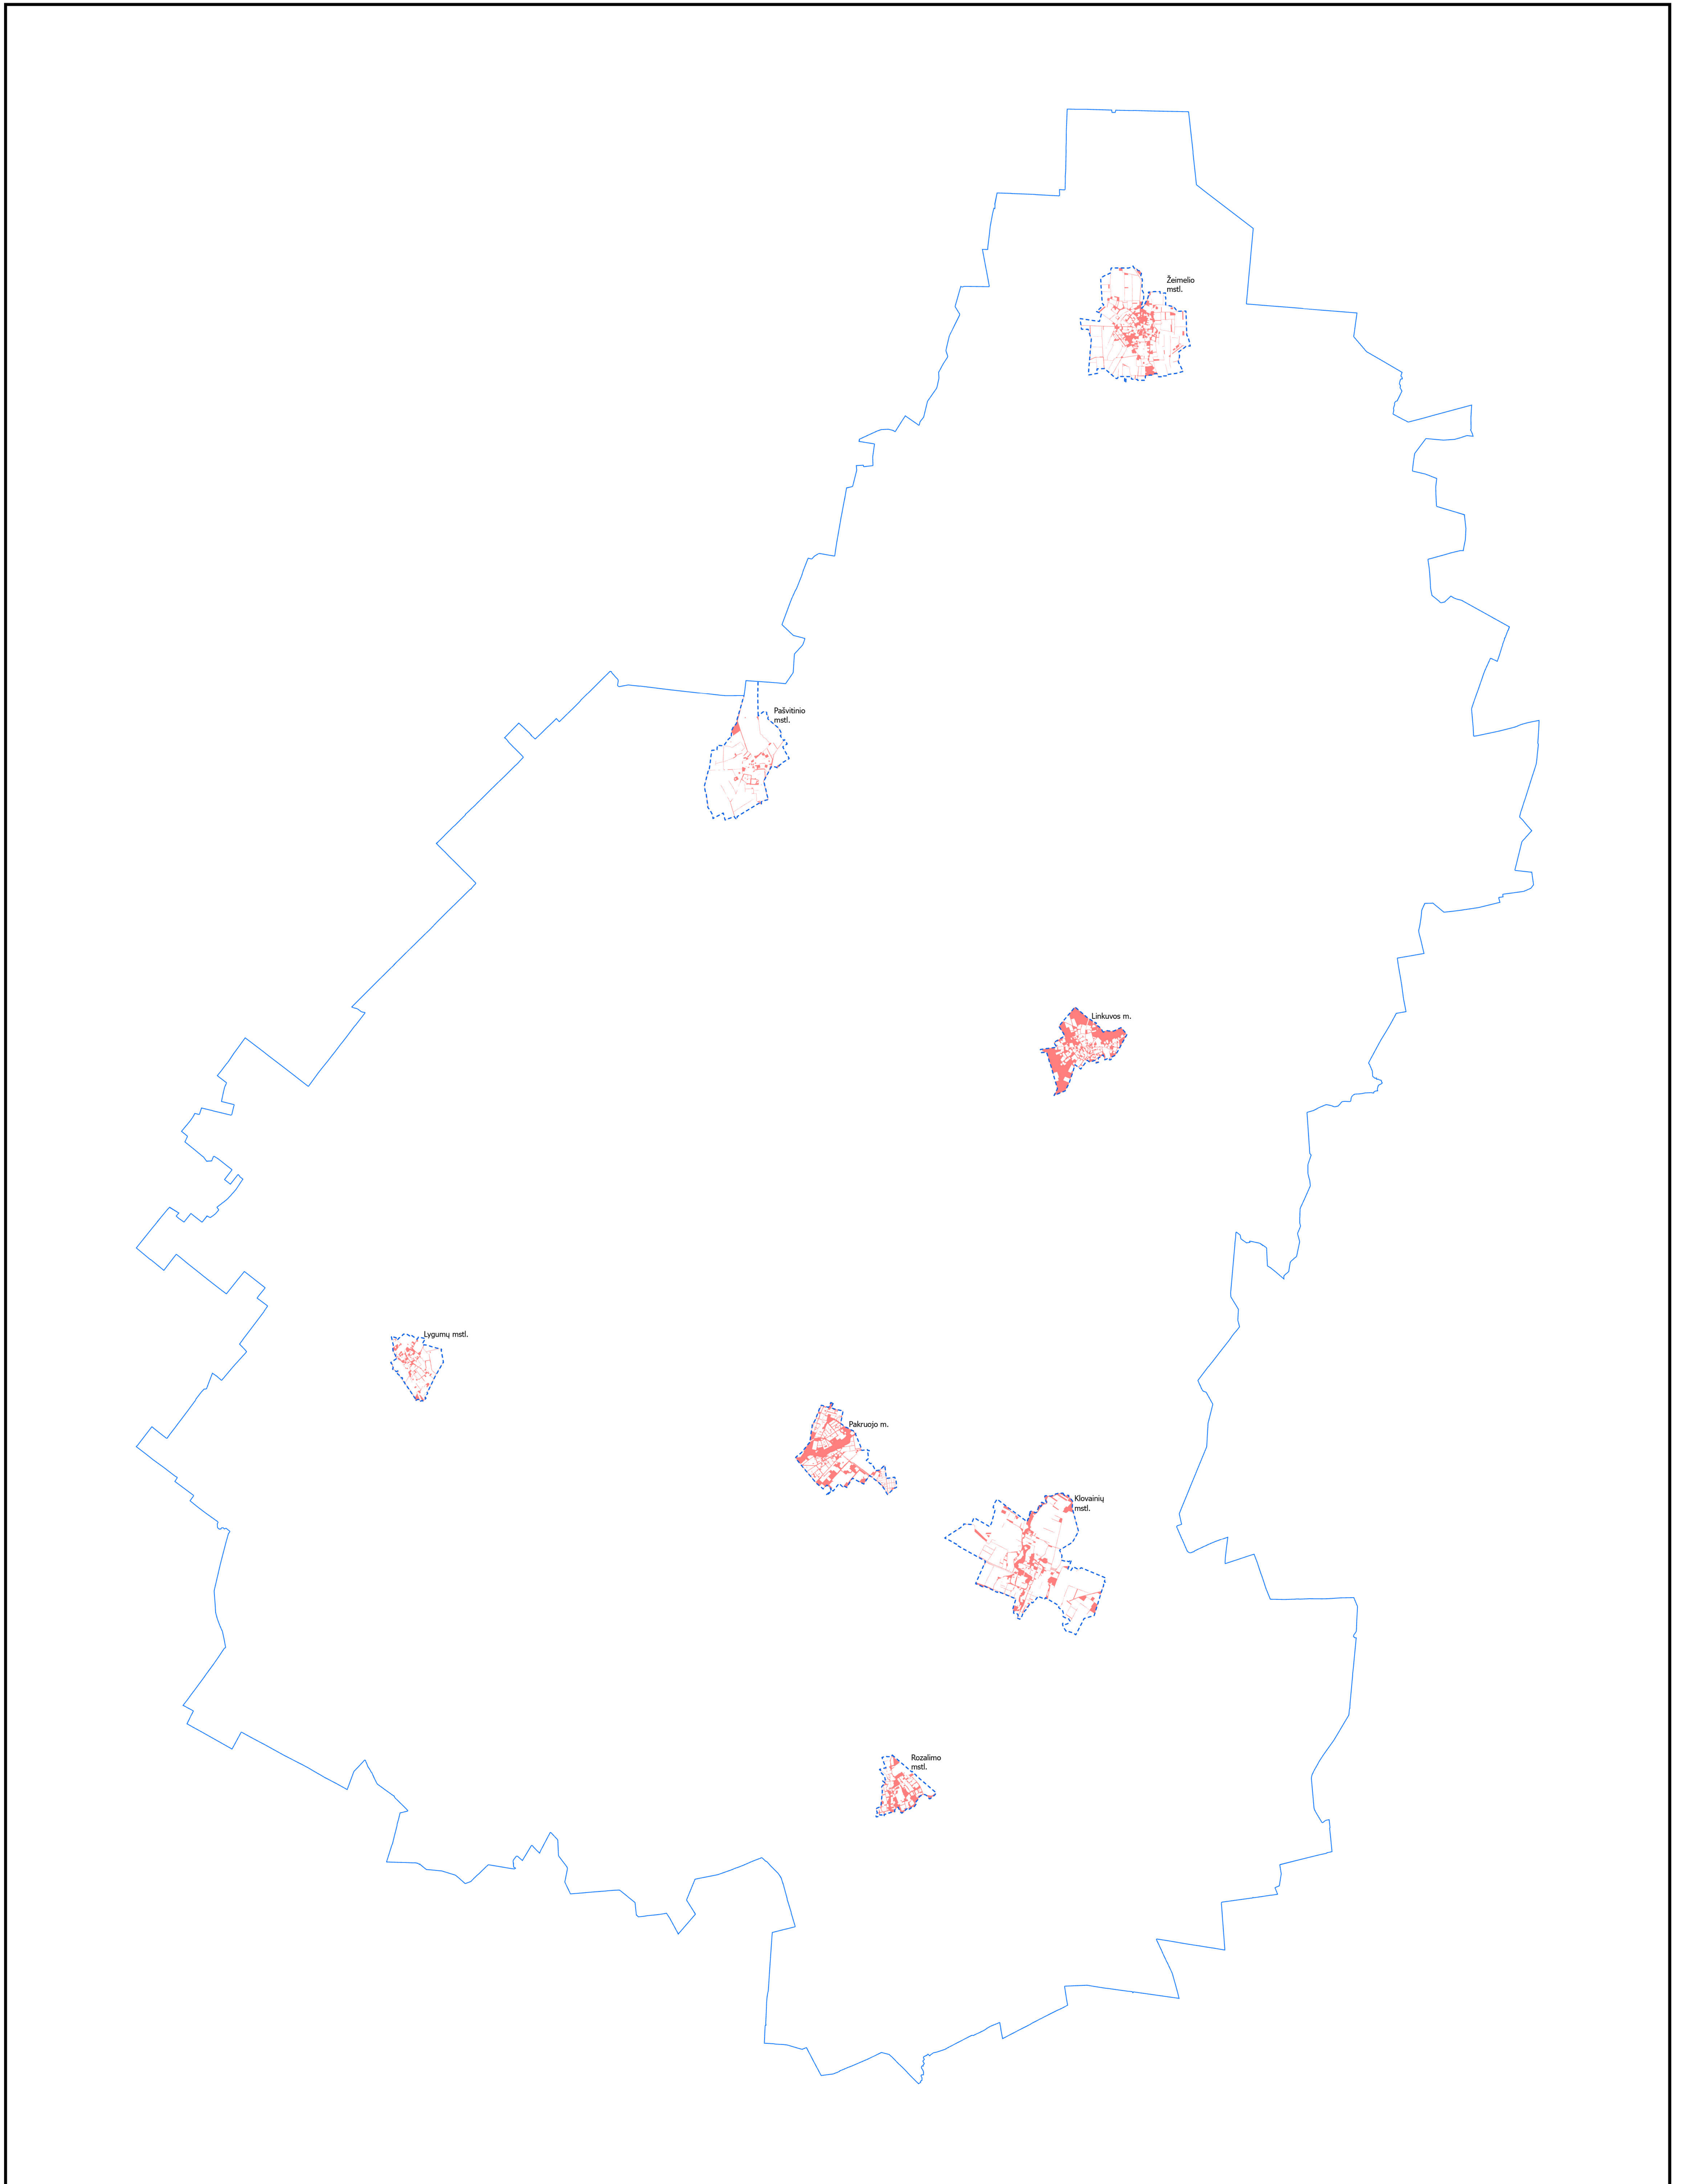 Žeimelio
mstl.
Pašvitinio
mstl.
Linkuvos m.
Lygumų mstl.
Pakruojo m.
Klovainių
mstl.
Rozalimo
mstl.